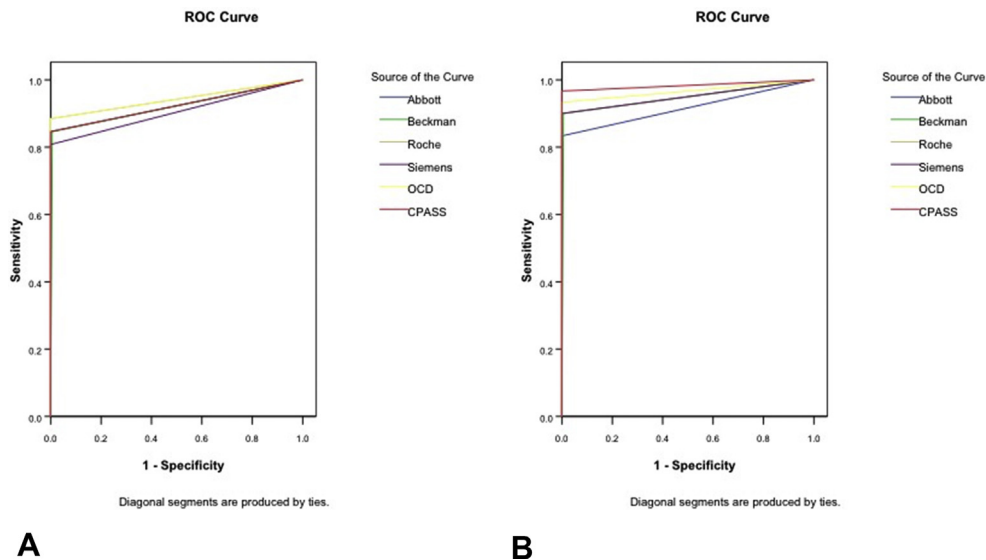 ROC Curve
Source of the Curve
Abbott
Beckman
Roche
Siemens
OCD
CPASS
Sensitivity
1.0
0.8
0.6
0.4
0.2
0.0
0.0 0.2 0.4 0.6 0.8 1.0
1 - Specificity
Diagonal segments are produced by ties.
A
ROC Curve
Source of the Curve
Abbott
Beckman
Roche
Siemens
OCD
CPASS
Sensitivity
1.0
0.8
0.6
0.4
0.2
0.0
0.0 0.2 0.4 0.6 0.8 1.0
1 - Specificity
Diagonal segments are produced by ties.
B